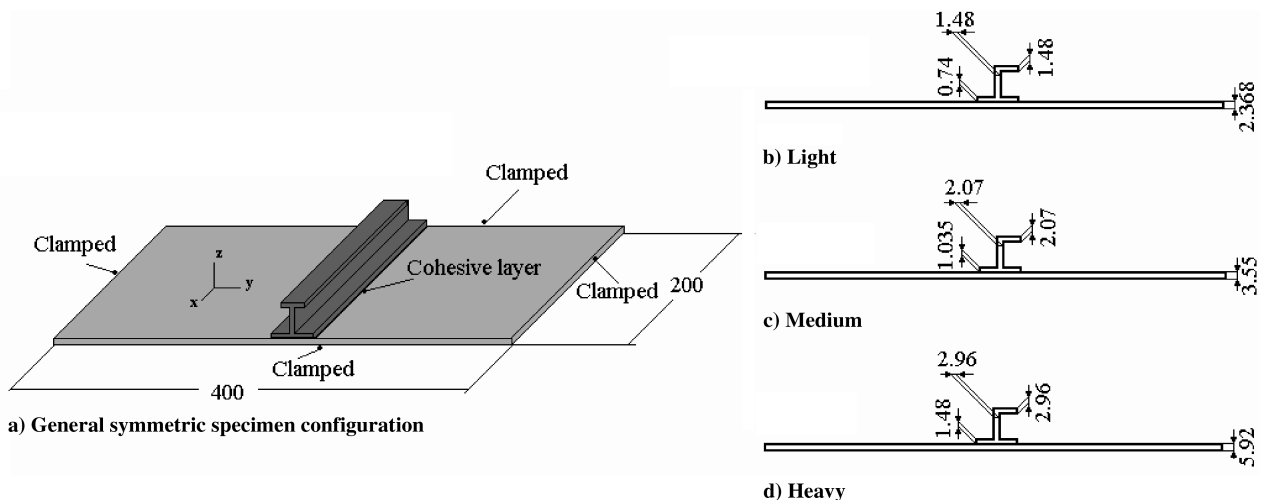 Clamped
Clamped
z
y
x
Cohesive layer
Clamped
200
Clamped
400
a) General symmetric specimen configuration
1.48
1.48
0.74
2.368
b) Light
2.07
2.07
1.035
3.55
c) Medium
2.96
2.96
1.48
5.92
d) Heavy